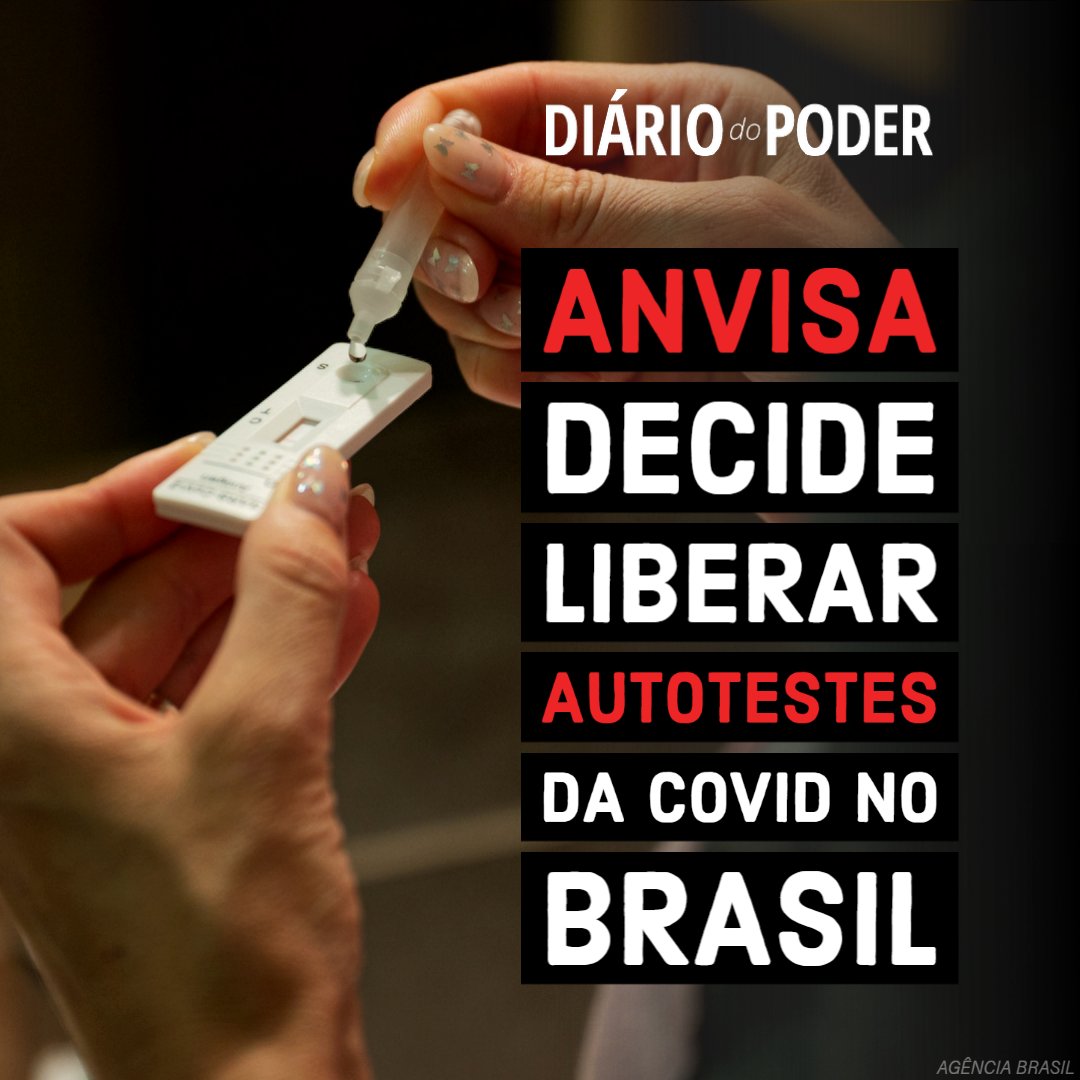 DIÁRIO do PODER
ANVISA
DECIDE
LIBERAR
AUTOTESTES
DA COVID NO
BRASIL
S
T
C
AGÊNCIA BRASIL